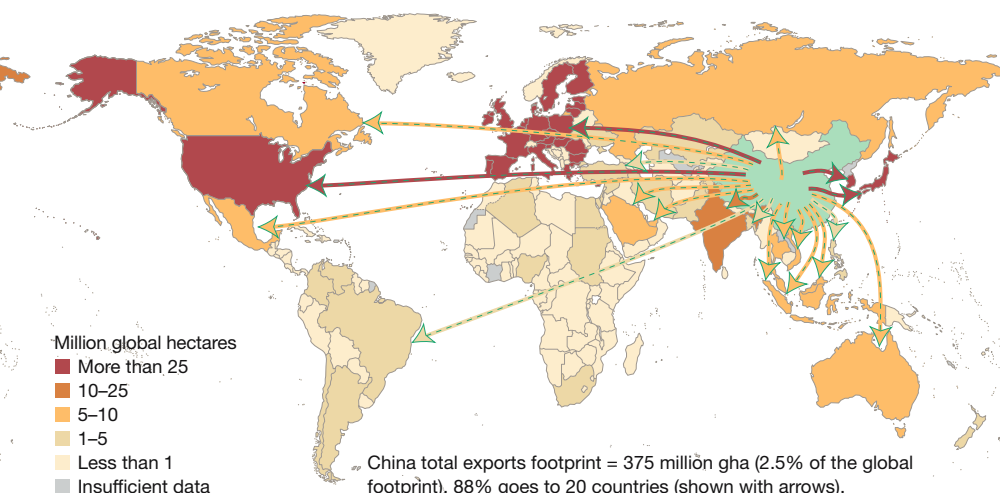 Million global hectares
More than 25
10–25
5–10
1–5
Less than 1
Insufficient data
China total exports footprint = 375 million gha (2.5% of the global
footprint). 88% goes to 20 countries (shown with arrows).